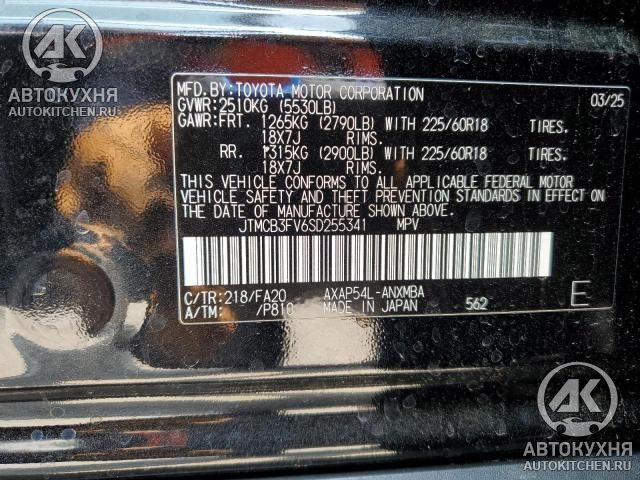 AK
АВТОКУХНЯ
AUTOKITCHEN.RU
MFD. BY: TOYOTA MOTOR CORPORATION 03/25
GVWR: 2510KG (5530LB)
GAWR: FRT. 1265KG (2790LB) WITH 225/60R18 TIRES.
18X7J RIMS.
RR. 1315KG (2900LB) WITH 225/60R18 TIRES.
18X7J RIMS.
THIS VEHICLE CONFORMS TO ALL APPLICABLE FEDERAL MOTOR
VEHICLE SAFETY AND THEFT PREVENTION STANDARDS IN EFFECT ON
THE DATE OF MANUFACTURE SHOWN ABOVE.
JTMCB3FV6SD255341 MPV
C/TR: 218/FA20 AXAP54L-ANXMBA
A/TM: /P810 MADE IN JAPAN 562 E
AK
АВТОКУХНЯ
AUTOKITCHEN.RU